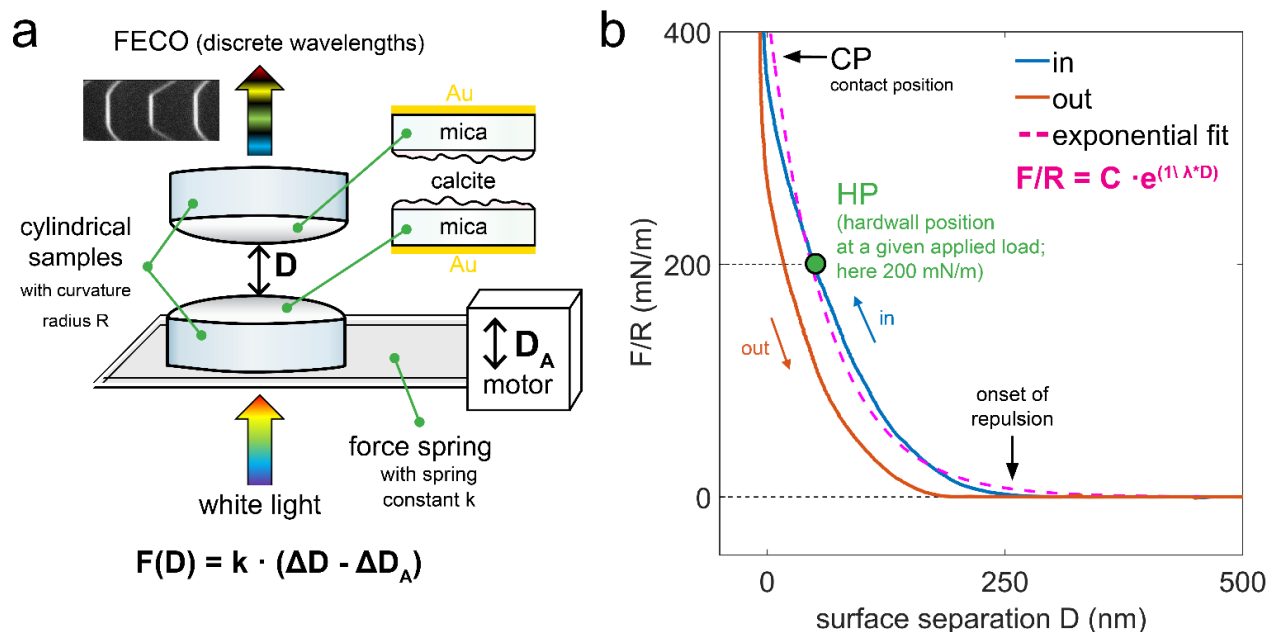 a
FECO (discrete wavelengths)
Au
mica
calcite
mica
Au
cylindrical
samples
with curvature
radius R
D
D_A
motor
force spring
with spring
constant k
white light
F(D) = k · (ΔD - ΔD_A)
b
400
200
0
F/R (mN/m)
CP
contact position
in
out
exponential fit
F/R = C ·e^(1\ λ*D)
HP
(hardwall position
at a given applied load;
here 200 mN/m)
in
out
onset of
repulsion
0
250
500
surface separation D (nm)